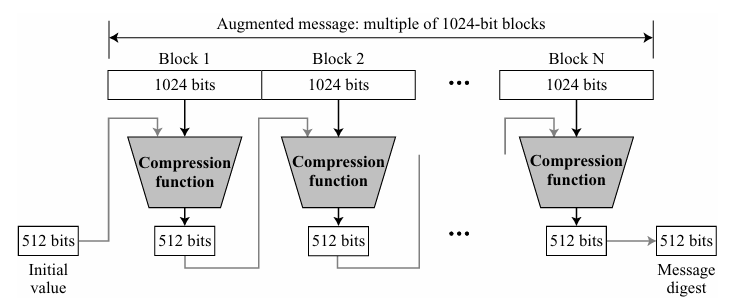 Augmented message: multiple of 1024-bit blocks
Block 1 Block 2 Block N
1024 bits 1024 bits ... 1024 bits
Compression function Compression function Compression function
512 bits 512 bits 512 bits ... 512 bits 512 bits
Initial value
Message digest